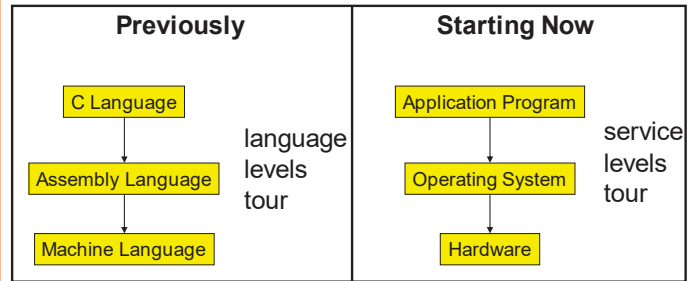 Previously
C Language
Assembly Language
Machine Language
language
levels
tour
Starting Now
Application Program
Operating System
Hardware
service
levels
tour